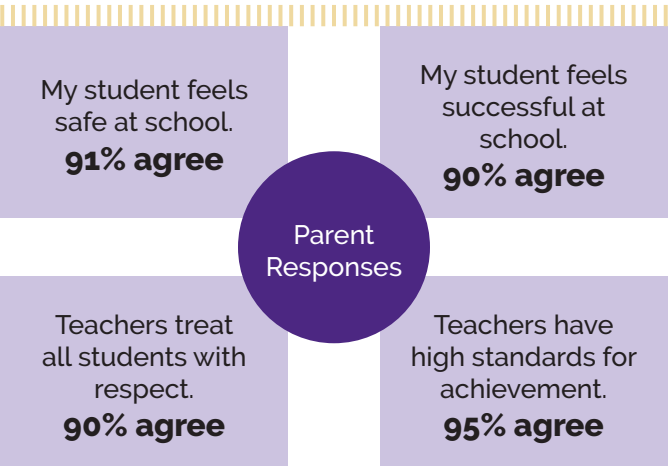 My student feels
safe at school.
91% agree
My student feels
successful at
school.
90% agree
Parent
Responses
Teachers treat
all students with
respect.
90% agree
Teachers have
high standards for
achievement.
95% agree